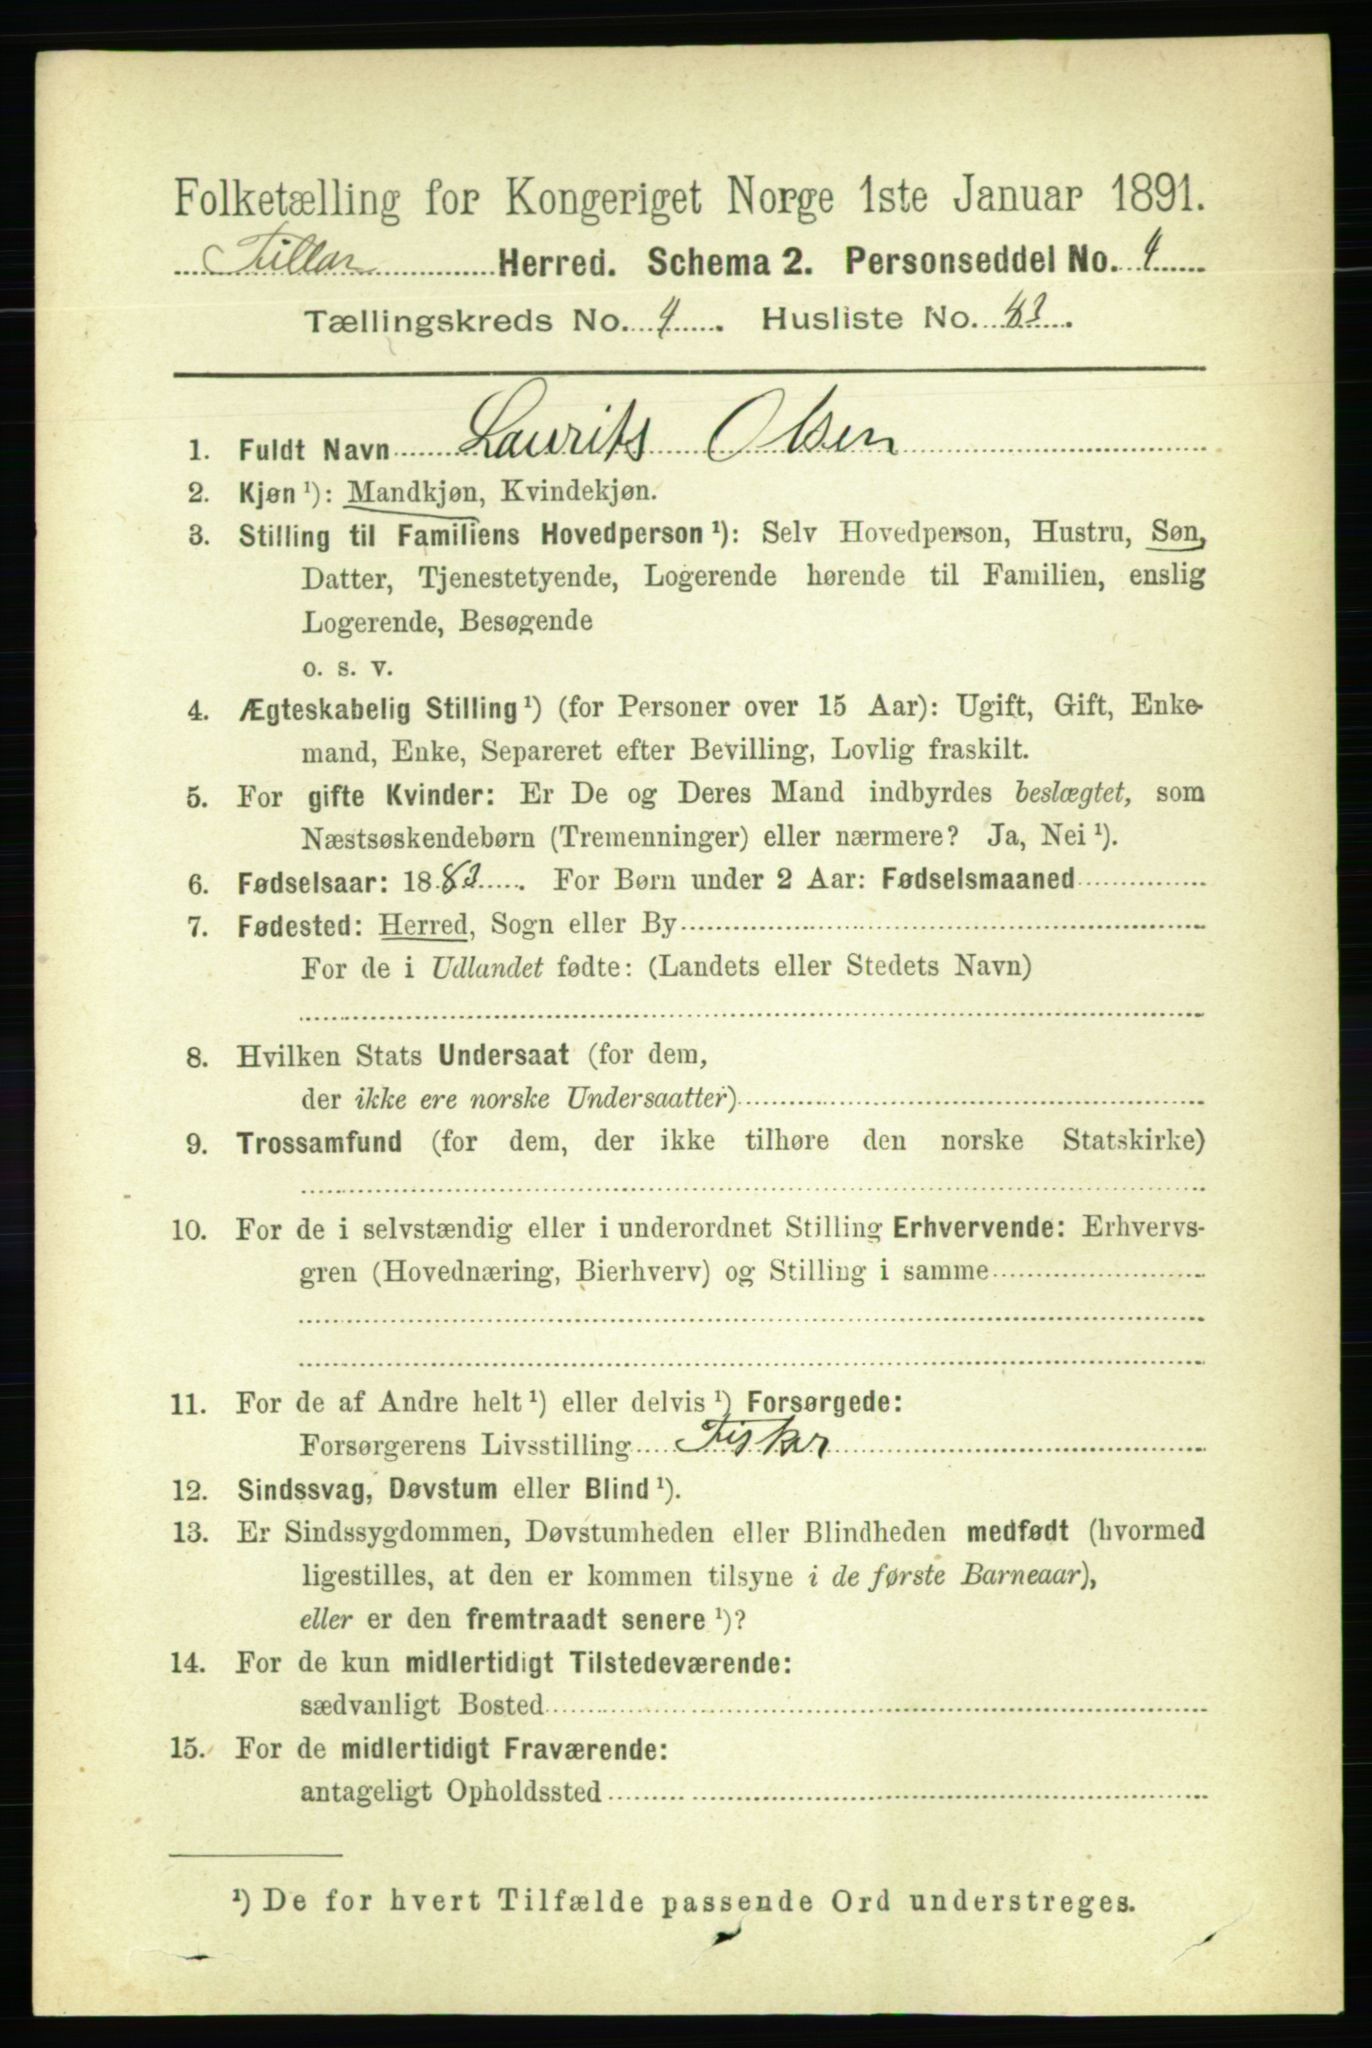 Folketælling for Kongeriget Norge 1ste Januar 1891.
Fillan Herred. Schema 2. Personseddel No. 4
Tællingskreds No. 4. Husliste No. 43.
1. Fuldt Navn Laurits Olsen
2. Kjøn ¹): Mandkjøn, Kvindekjøn.
3. Stilling til Familiens Hovedperson ¹): Selv Hovedperson, Hustru, Søn,
Datter, Tjenestetyende, Logerende hørende til Familien, enslig
Logerende, Besøgende
o. s. v.
4. Ægteskabelig Stilling ¹) (for Personer over 15 Aar): Ugift, Gift, Enke-
mand, Enke, Separeret efter Bevilling, Lovlig fraskilt.
5. For gifte Kvinder: Er De og Deres Mand indbyrdes beslægtet, som
Næstsøskendebørn (Tremenninger) eller nærmere? Ja, Nei ¹).
6. Fødselsaar: 1883. For Børn under 2 Aar: Fødselsmaaned
7. Fødested: Herred, Sogn eller By
For de i Udlandet fødte: (Landets eller Stedets Navn)
8. Hvilken Stats Undersaat (for dem,
der ikke ere norske Undersaatter)
9. Trossamfund (for dem, der ikke tilhøre den norske Statskirke)
10. For de i selvstændig eller i underordnet Stilling Erhvervende: Erhvervs-
gren (Hovednæring, Bierhverv) og Stilling i samme
11. For de af Andre helt ¹) eller delvis ¹) Forsørgede:
Forsørgerens Livsstilling Fisker
12. Sindssvag, Døvstum eller Blind ¹).
13. Er Sindssygdommen, Døvstumheden eller Blindheden medfødt (hvormed
ligestilles, at den er kommen tilsyne i de første Barneaar),
eller er den fremtraadt senere ¹)?
14. For de kun midlertidigt Tilstedeværende:
sædvanligt Bosted
15. For de midlertidigt Fraværende:
antageligt Opholdssted
¹) De for hvert Tilfælde passende Ord understreges.